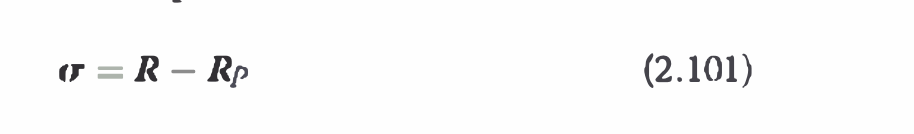 σ = R − Rp (2.101)